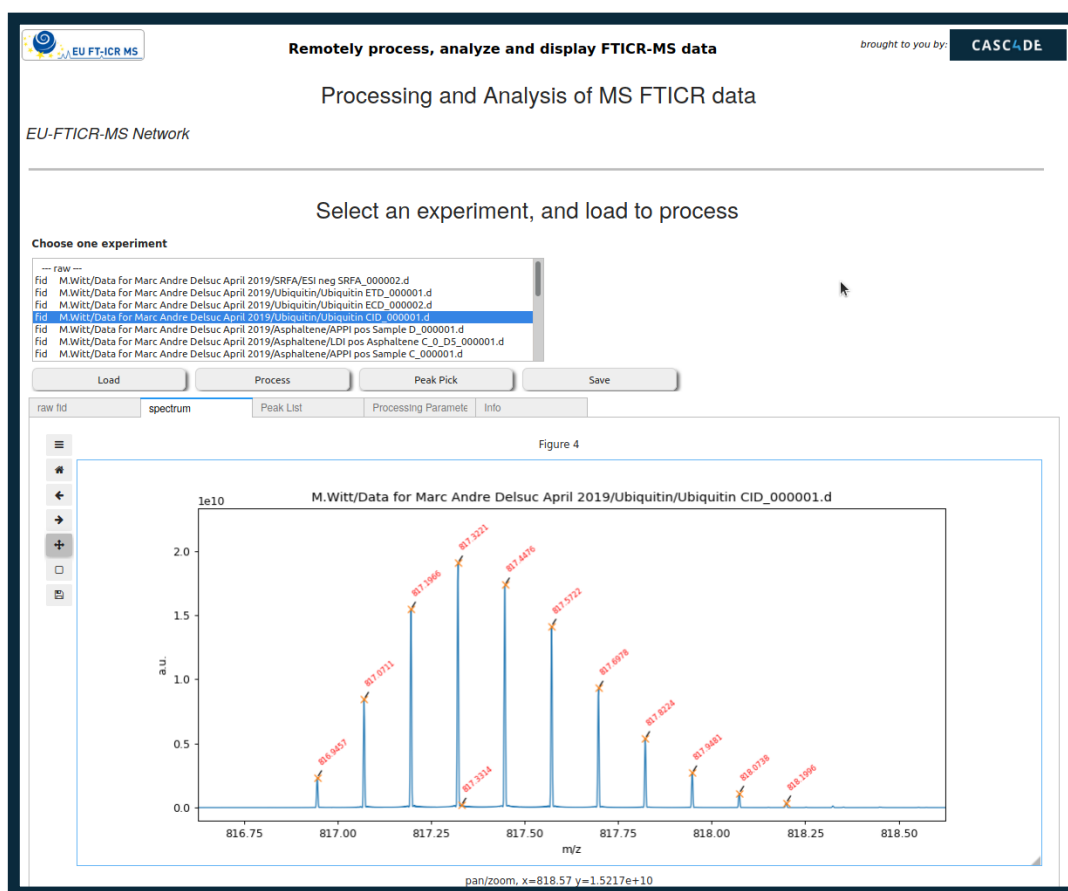 EU FT-ICR MS
Remotely process, analyze and display FTICR-MS data
brought to you by:
CASC4DE
Processing and Analysis of MS FTICR data
EU-FTICR-MS Network
Select an experiment, and load to process
Choose one experiment
--- raw ---
fid M.Witt/Data for Marc Andre Delsuc April 2019/SRFA/ESI neg SRFA_000002.d
fid M.Witt/Data for Marc Andre Delsuc April 2019/Ubiquitin/Ubiquitin ETD_000001.d
fid M.Witt/Data for Marc Andre Delsuc April 2019/Ubiquitin/Ubiquitin ECD_000002.d
fid M.Witt/Data for Marc Andre Delsuc April 2019/Ubiquitin/Ubiquitin CID_000001.d
fid M.Witt/Data for Marc Andre Delsuc April 2019/Asphaltene/APPI pos Sample D_000001.d
fid M.Witt/Data for Marc Andre Delsuc April 2019/Asphaltene/LDI pos Asphaltene C_0_D5_000001.d
fid M.Witt/Data for Marc Andre Delsuc April 2019/Asphaltene/APPI pos Sample C_000001.d
Load Process Peak Pick Save
raw fid spectrum Peak List Processing Paramete Info
Figure 4
M.Witt/Data for Marc Andre Delsuc April 2019/Ubiquitin/Ubiquitin CID_000001.d
1e10
a.u.
2.0
1.5
1.0
0.5
0.0
816.9457
817.0711
817.1966
817.3221
817.3314
817.4476
817.5722
817.6978
817.8224
817.9481
818.0738
818.1996
816.75 817.00 817.25 817.50 817.75 818.00 818.25 818.50
m/z
pan/zoom, x=818.57 y=1.5217e+10